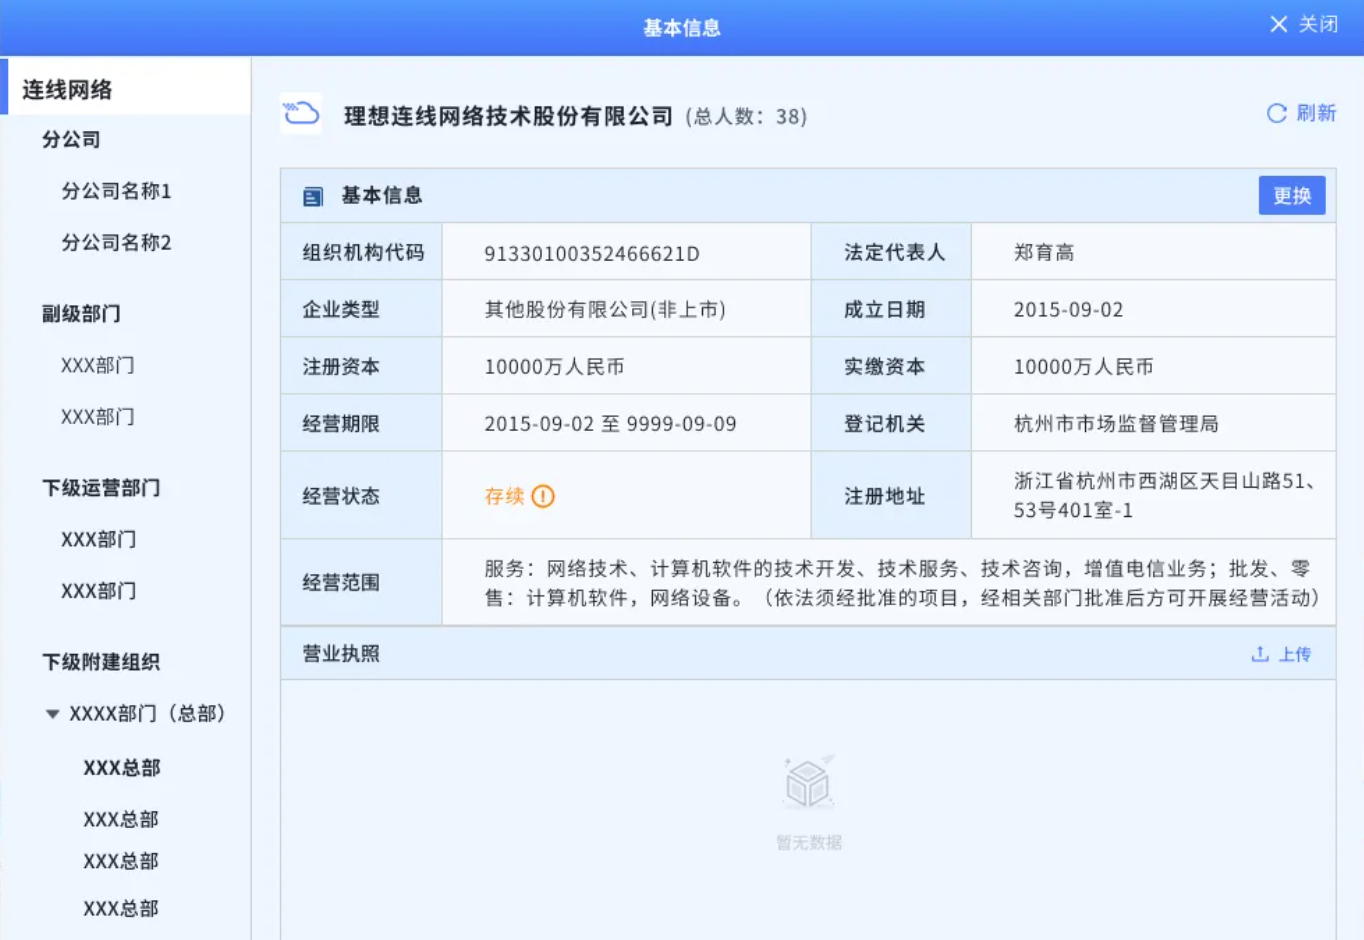 基本信息
关闭
连线网络
分公司
分公司名称1
分公司名称2
副级部门
XXX部门
XXX部门
下级运营部门
XXX部门
XXX部门
下级附建组织
XXXX部门（总部）
XXX总部
XXX总部
XXX总部
XXX总部
理想连线网络技术股份有限公司 (总人数：38)
刷新
基本信息
更换
组织机构代码 91330100352466621D 法定代表人 郑育高
企业类型 其他股份有限公司(非上市) 成立日期 2015-09-02
注册资本 10000万人民币 实缴资本 10000万人民币
经营期限 2015-09-02 至 9999-09-09 登记机关 杭州市市场监督管理局
经营状态 存续 注册地址 浙江省杭州市西湖区天目山路51、
53号401室-1
经营范围 服务：网络技术、计算机软件的技术开发、技术服务、技术咨询，增值电信业务；批发、零
售：计算机软件，网络设备。（依法须经批准的项目，经相关部门批准后方可开展经营活动）
营业执照
上传
暂无数据